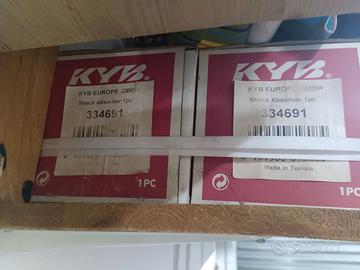 KYB®
KYB EUROPE GMBH
Shock Absorber 1pc
334691
1PC
KYB®
KYB EUROPE GMBH
Shock Absorber 1pc
334691
Made in Tunisia
1PC